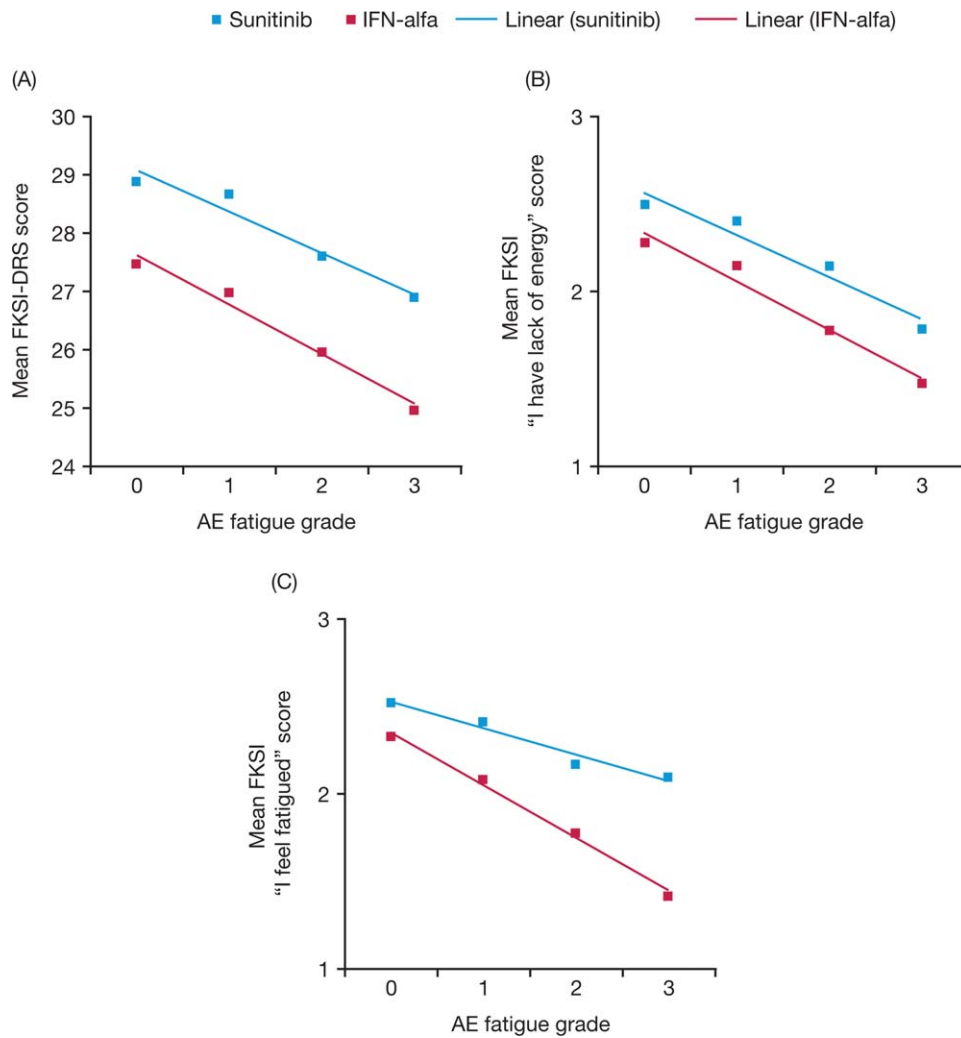 Sunitinib IFN-alfa Linear (sunitinib) Linear (IFN-alfa)
(A)
30
29
28
27
26
25
24
Mean FKSI-DRS score
0 1 2 3
AE fatigue grade
(B)
3
2
1
Mean FKSI
“I have lack of energy” score
0 1 2 3
AE fatigue grade
(C)
3
2
1
Mean FKSI
“I feel fatigued” score
0 1 2 3
AE fatigue grade